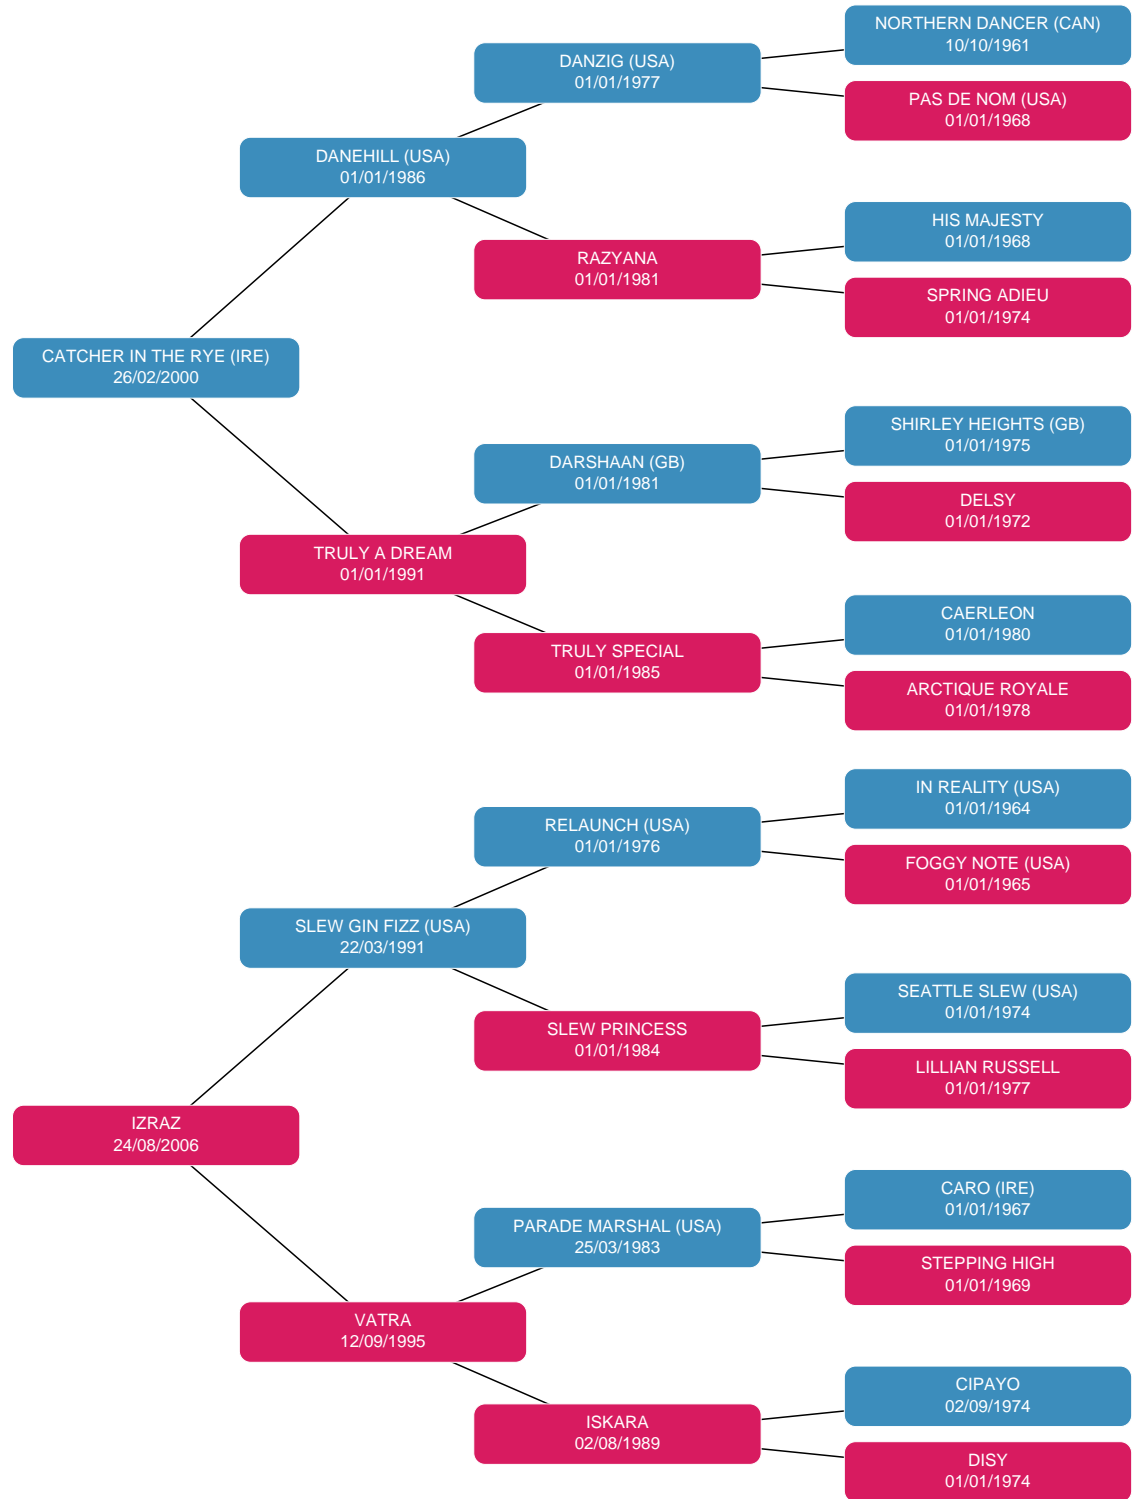 NORTHERN DANCER (CAN)
10/10/1961
DANZIG (USA)
01/01/1977
PAS DE NOM (USA)
01/01/1968
DANEHILL (USA)
01/01/1986
HIS MAJESTY
01/01/1968
RAZYANA
01/01/1981
SPRING ADIEU
01/01/1974
CATCHER IN THE RYE (IRE)
26/02/2000
SHIRLEY HEIGHTS (GB)
01/01/1975
DARSHAAN (GB)
01/01/1981
DELSY
01/01/1972
TRULY A DREAM
01/01/1991
CAERLEON
01/01/1980
TRULY SPECIAL
01/01/1985
ARCTIQUE ROYALE
01/01/1978
IN REALITY (USA)
01/01/1964
RELAUNCH (USA)
01/01/1976
FOGGY NOTE (USA)
01/01/1965
SLEW GIN FIZZ (USA)
22/03/1991
SEATTLE SLEW (USA)
01/01/1974
SLEW PRINCESS
01/01/1984
LILLIAN RUSSELL
01/01/1977
IZRAZ
24/08/2006
CARO (IRE)
01/01/1967
PARADE MARSHAL (USA)
25/03/1983
STEPPING HIGH
01/01/1969
VATRA
12/09/1995
CIPAYO
02/09/1974
ISKARA
02/08/1989
DISY
01/01/1974